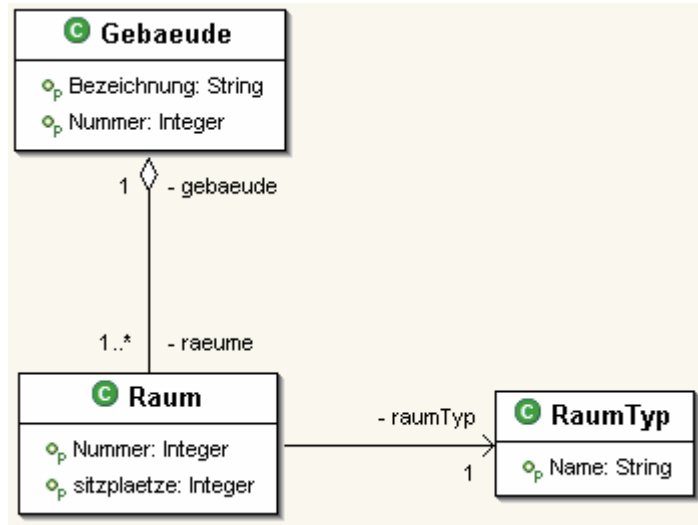 C Gebaeude
P Bezeichnung: String
P Nummer: Integer
1 - gebaeude
1..* - raeume
C Raum
P Nummer: Integer
P sitzplaetze: Integer
- raumTyp
1
C RaumTyp
P Name: String